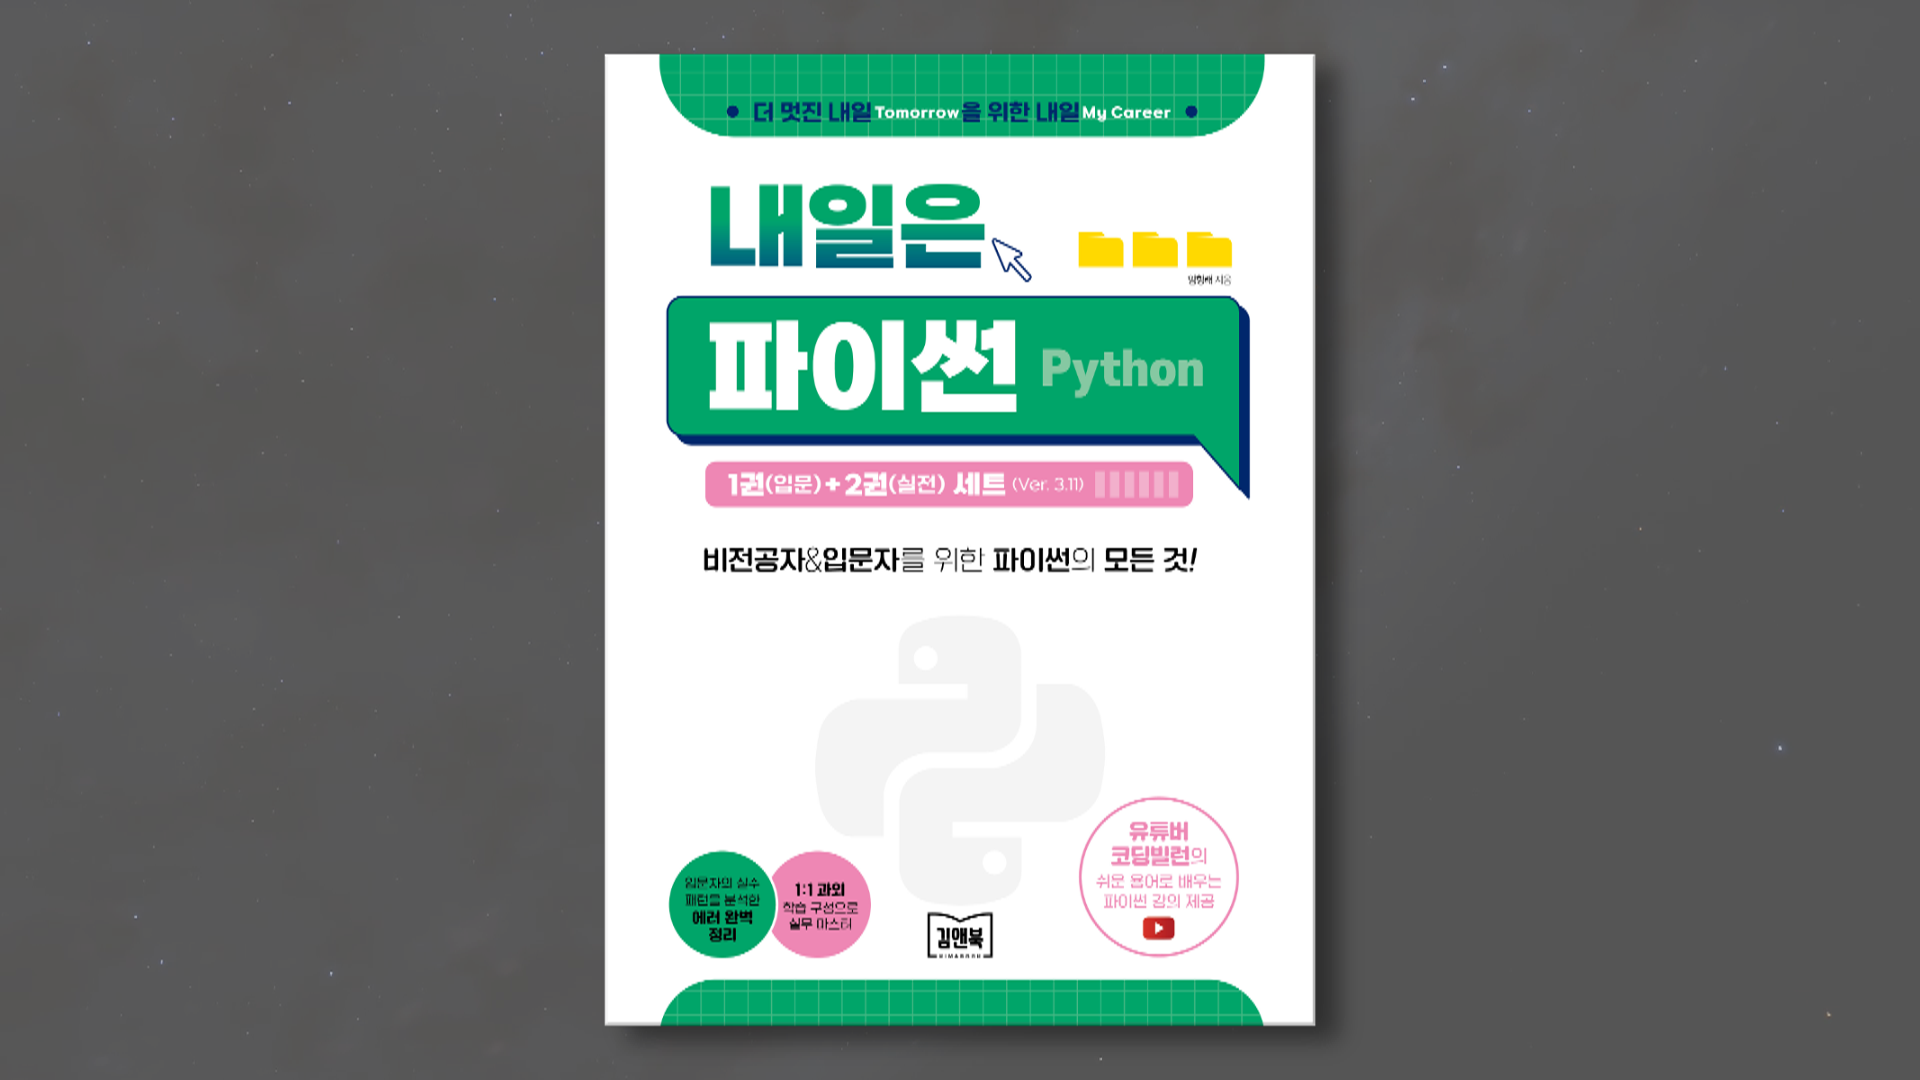 더 멋진 내일 Tomorrow을 위한 내일 My Career
내일은
지음
파이썬 Python
1권(입문)+2권(실전) 세트 (Ver. 3.11)
비전공자&입문자를 위한 파이썬의 모든 것!
입문자의 실수
패턴을 분석한
에러 완벽
정리
1:1 과외
학습 구성으로
실무 마스터
김앤북
KIM&BOOK
유튜버
코딩빌런의
쉬운 용어로 배우는
파이썬 강의 제공